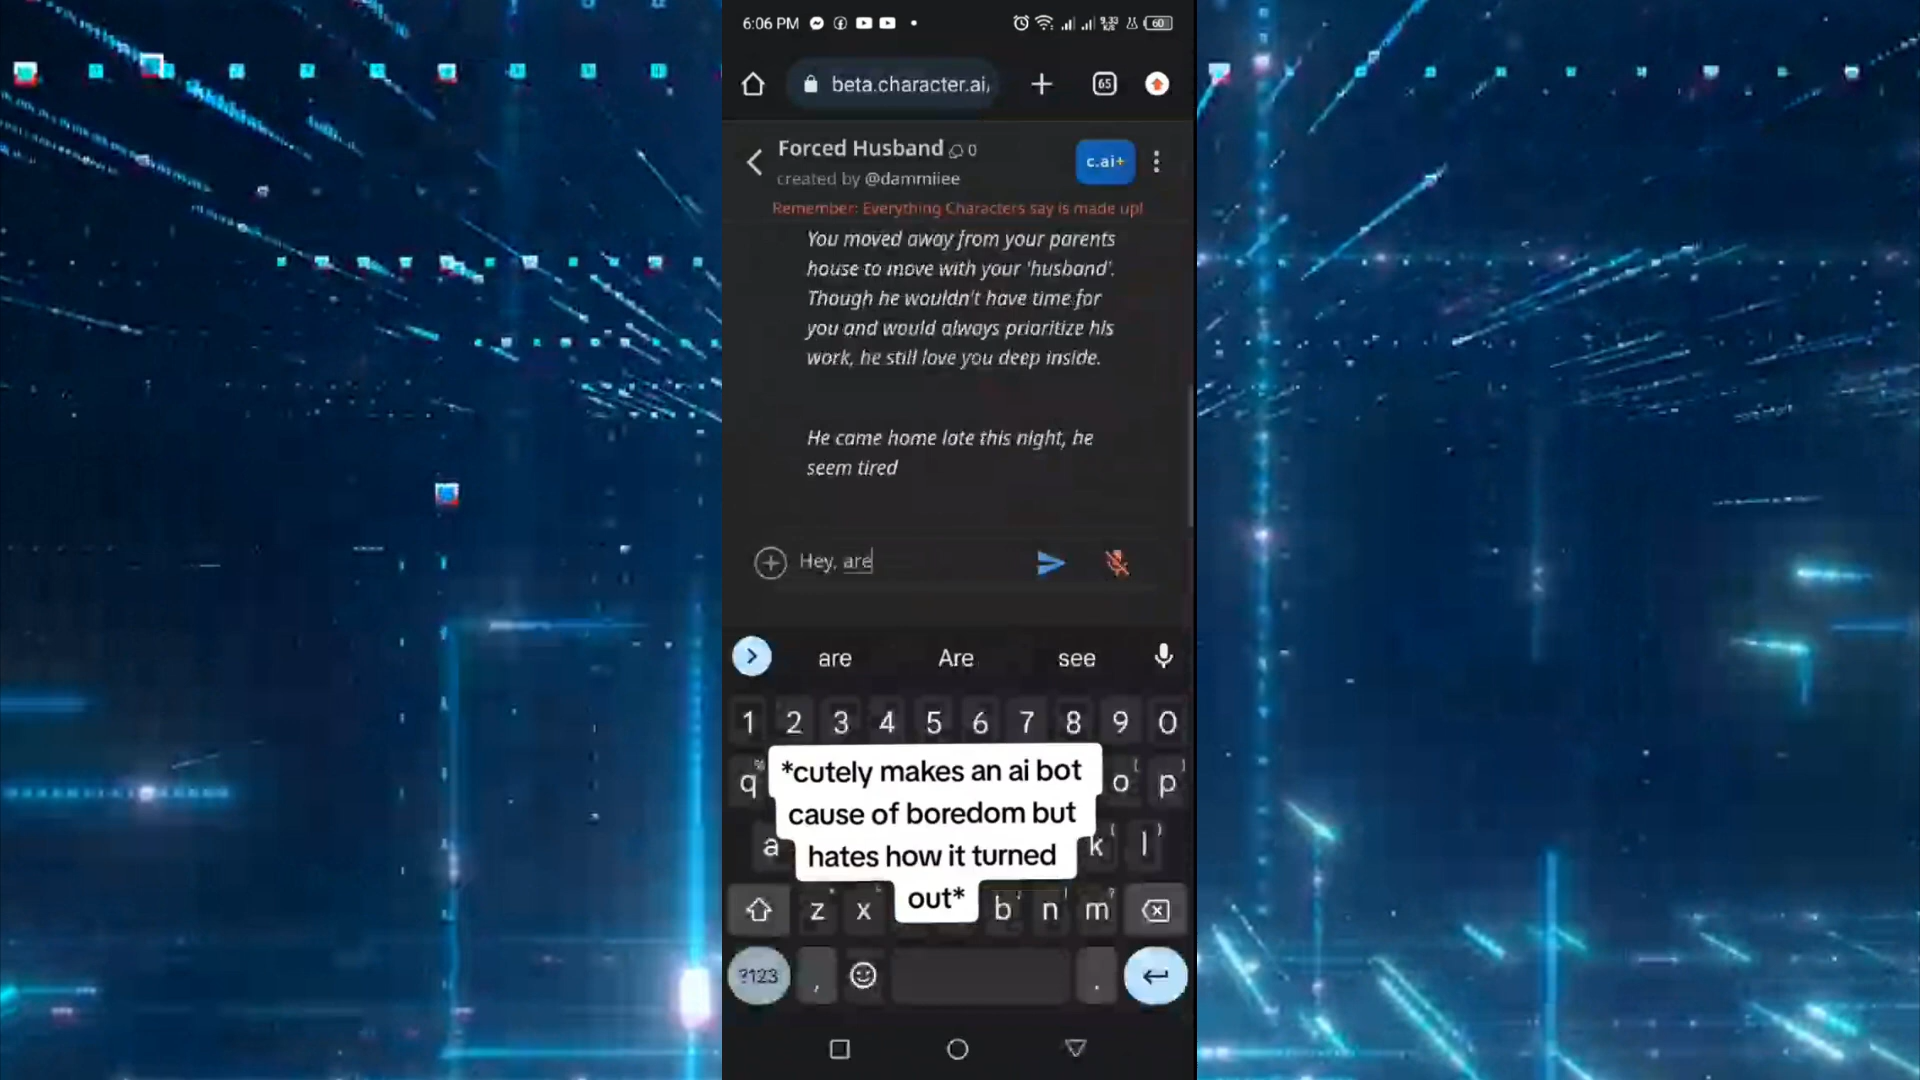 6:06 PM
60
beta.character.ai/
65
Forced Husband 0
c.ai+
created by @dammiiee
Remember: Everything Characters say is made up!
You moved away from your parents
house to move with your 'husband'.
Though he wouldn't have time for
you and would always prioritize his
work, he still love you deep inside.
He came home late this night, he
seem tired
Hey, are
are Are see
1 2 3 4 5 6 7 8 9 0
q o p
*cutely makes an ai bot
cause of boredom but
hates how it turned
out*
a k l
z x b n m
?123 , .